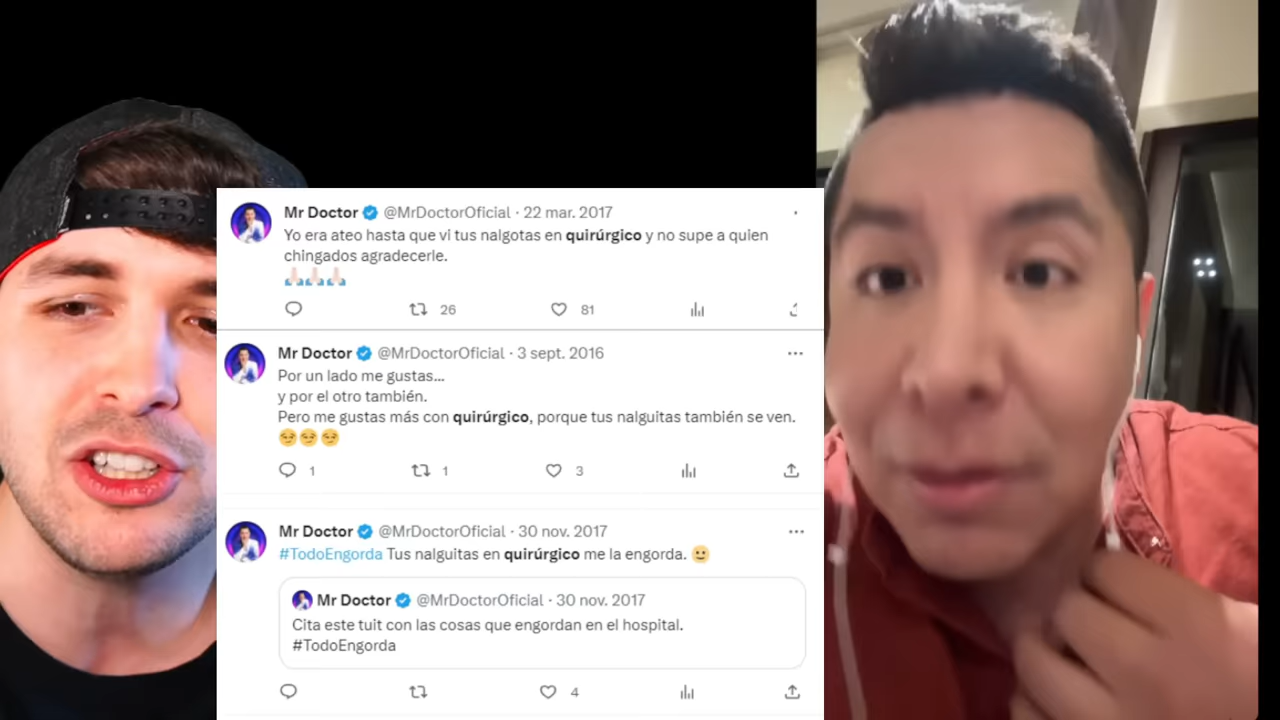 Mr Doctor @MrDoctorOficial · 22 mar. 2017
Yo era ateo hasta que vi tus nalgotas en quirúrgico y no supe a quien
chingados agradecerle.
🙏🏻🙏🏻🙏🏻
26 81
Mr Doctor @MrDoctorOficial · 3 sept. 2016
Por un lado me gustas...
y por el otro también.
Pero me gustas más con quirúrgico, porque tus nalguitas también se ven.
😏😏😏
1 1 3
Mr Doctor @MrDoctorOficial · 30 nov. 2017
#TodoEngorda Tus nalguitas en quirúrgico me la engorda. 🙂
Mr Doctor @MrDoctorOficial · 30 nov. 2017
Cita este tuit con las cosas que engordan en el hospital.
#TodoEngorda
4